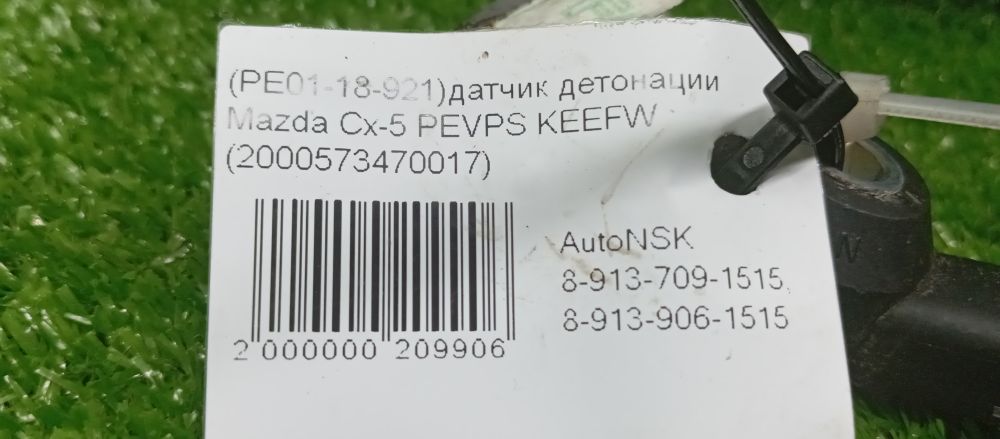 (PE01-18-921)датчик детонации
Mazda Cx-5 PEVPS KEEFW
(2000573470017)
AutoNSK
8-913-709-1515
8-913-906-1515
2 000000 209906